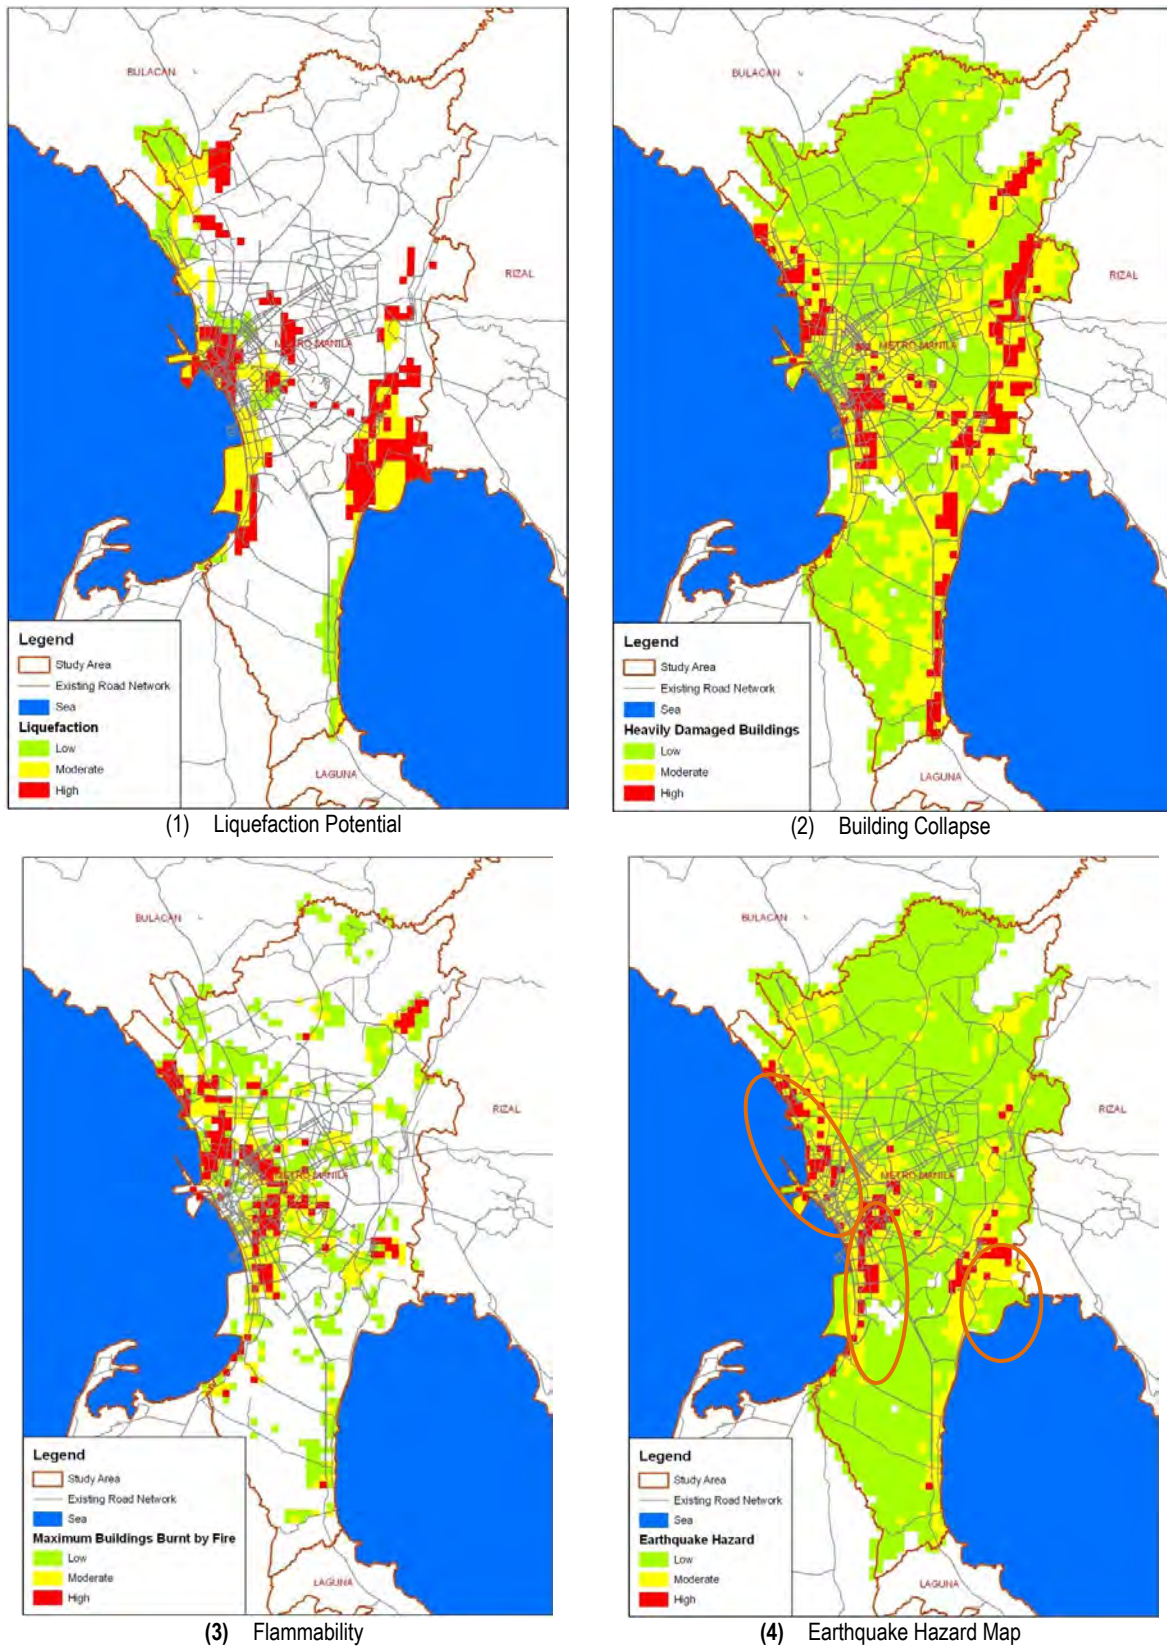 BULACAN
RIZAL
METRO MANILA
Legend
Study Area
Existing Road Network
Sea
Liquefaction
Low
Moderate
High
LAGUNA
(1) Liquefaction Potential
BULACAN
RIZAL
METRO MANILA
Legend
Study Area
Existing Road Network
Sea
Heavily Damaged Buildings
Low
Moderate
High
LAGUNA
(2) Building Collapse
BULACAN
RIZAL
METRO MANILA
Legend
Study Area
Existing Road Network
Sea
Maximum Buildings Burnt by Fire
Low
Moderate
High
LAGUNA
(3) Flammability
BULACAN
RIZAL
METRO MANILA
Legend
Study Area
Existing Road Network
Sea
Earthquake Hazard
Low
Moderate
High
LAGUNA
(4) Earthquake Hazard Map